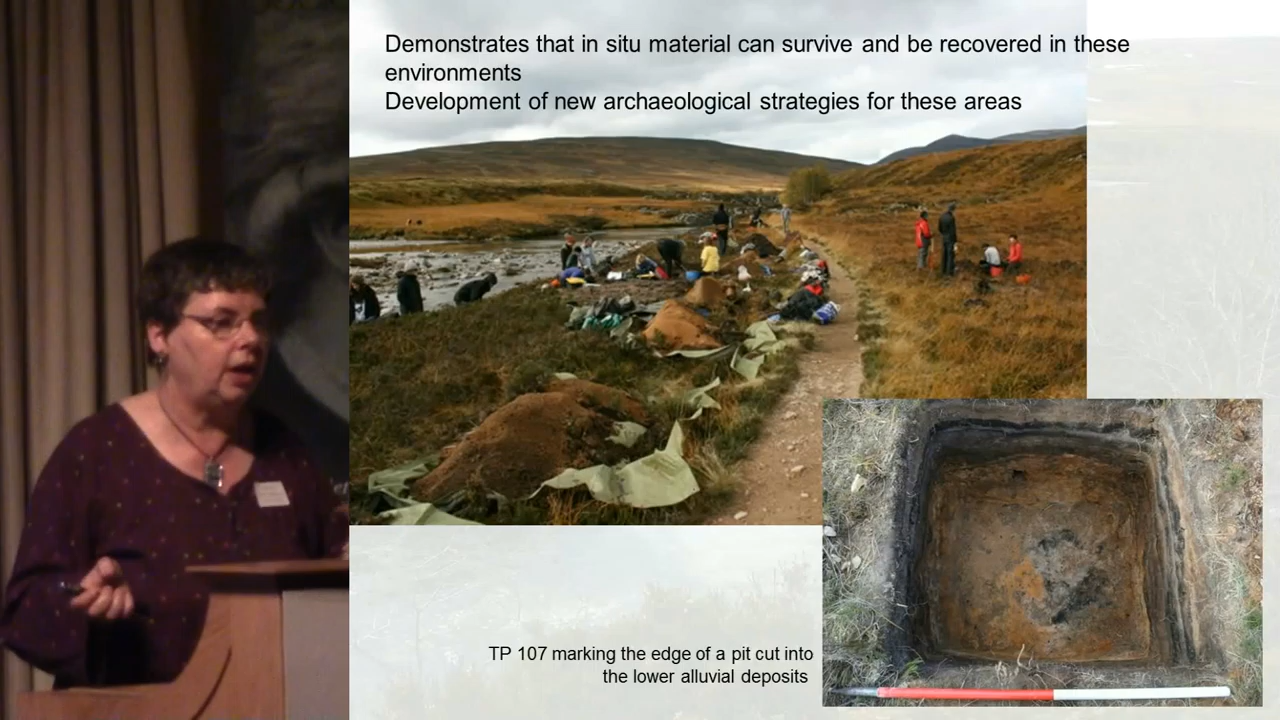 Demonstrates that in situ material can survive and be recovered in these
environments
Development of new archaeological strategies for these areas
TP 107 marking the edge of a pit cut into
the lower alluvial deposits